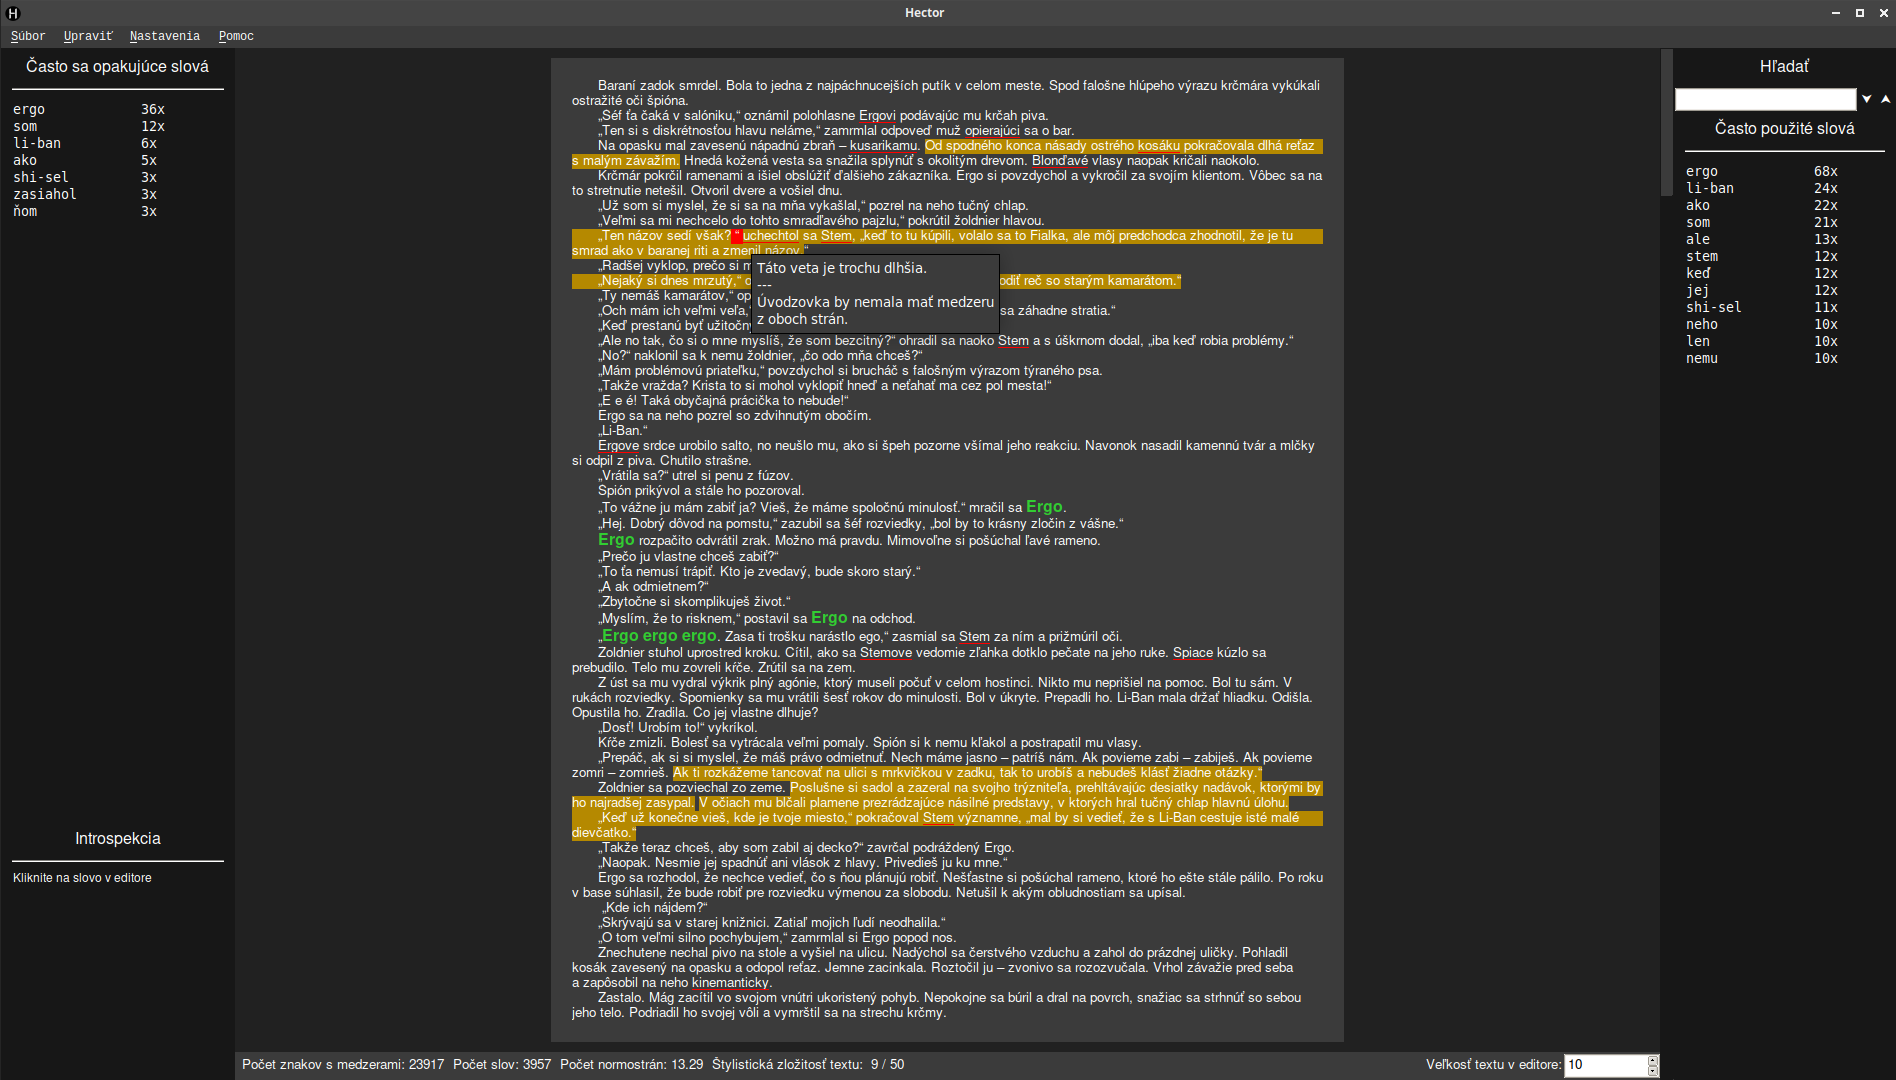 Hector
Súbor Upraviť Nastavenia Pomoc
Často sa opakujúce slová
ergo 36x
som 12x
li-ban 6x
ako 5x
shi-sel 3x
zasiahol 3x
ňom 3x
Introspekcia
Kliknite na slovo v editore
Baraní zadok smrdel. Bola to jedna z najpáchnucejších putík v celom meste. Spod falošne hlúpeho výrazu krčmára vykúkali
ostražité oči špióna.
„Séf ťa čaká v salóniku,“ oznámil polohlasne Ergovi podávajúc mu krčah piva.
„Ten si s diskrétnosťou hlavu neláme,“ zamrmlal odpoveď muž opierajúci sa o bar.
Na opasku mal zavesenú nápadnú zbraň – kusarikamu. Od spodného konca násady ostrého kosáku pokračovala dlhá reťaz
s malým závažím. Hnedá kožená vesta sa snažila splynúť s okolitým drevom. Blonďavé vlasy naopak kričali naokolo.
Krčmár pokrčil ramenami a išiel obslúžiť ďalšieho zákazníka. Ergo si povzdychol a vykročil za svojím klientom. Vôbec sa na
to stretnutie netešil. Otvoril dvere a vošiel dnu.
„Už som si myslel, že si sa na mňa vykašlal,“ pozrel na neho tučný chlap.
„Veľmi sa mi nechcelo do tohto smradľavého pajzlu,“ pokrútil žoldnier hlavou.
„Ten názov sedí však? “ uchechtol sa Stem, „keď to tu kúpili, volalo sa to Fialka, ale môj predchodca zhodnotil, že je tu
smrad ako v baranej riti a zmenil názov.“
„Radšej vyklop, prečo si m
„Nejaký si dnes mrzutý,“ odiť reč so starým kamarátom.“
„Ty nemáš kamarátov,“ op
„Och mám ich veľmi veľa, sa záhadne stratia.“
„Keď prestanú byť užitočn
Táto veta je trochu dlhšia.
---
Úvodzovka by nemala mať medzeru
z oboch strán.
„Ale no tak, čo si o mne myslíš, že som bezcitný?“ ohradil sa naoko Stem a s úškrnom dodal, „iba keď robia problémy.“
„No?“ naklonil sa k nemu žoldnier, „čo odo mňa chceš?“
„Mám problémovú priateľku,“ povzdychol si brucháč s falošným výrazom týraného psa.
„Takže vražda? Krista to si mohol vyklopiť hneď a neťahať ma cez pol mesta!“
„E e é! Taká obyčajná prácička to nebude!“
Ergo sa na neho pozrel so zdvihnutým obočím.
„Li-Ban.“
Ergove srdce urobilo salto, no neušlo mu, ako si špeh pozorne všímal jeho reakciu. Navonok nasadil kamennú tvár a mlčky
si odpil z piva. Chutilo strašne.
„Vrátila sa?“ utrel si penu z fúzov.
Spión prikývol a stále ho pozoroval.
„To vážne ju mám zabiť ja? Vieš, že máme spoločnú minulosť.“ mračil sa Ergo.
„Hej. Dobrý dôvod na pomstu,“ zazubil sa šéf rozviedky, „bol by to krásny zločin z vášne.“
Ergo rozpačito odvrátil zrak. Možno má pravdu. Mimovoľne si pošúchal ľavé rameno.
„Prečo ju vlastne chceš zabiť?“
„To ťa nemusí trápiť. Kto je zvedavý, bude skoro starý.“
„A ak odmietnem?“
„Zbytočne si skomplikuješ život.“
„Myslím, že to risknem,“ postavil sa Ergo na odchod.
„Ergo ergo ergo. Zasa ti trošku narástlo ego,“ zasmial sa Stem za ním a prižmúril oči.
Zoldnier stuhol uprostred kroku. Cítil, ako sa Stemove vedomie zľahka dotklo pečate na jeho ruke. Spiace kúzlo sa
prebudilo. Telo mu zovreli kŕče. Zrútil sa na zem.
Z úst sa mu vydral výkrik plný agónie, ktorý museli počuť v celom hostinci. Nikto mu neprišiel na pomoc. Bol tu sám. V
rukách rozviedky. Spomienky sa mu vrátili šesť rokov do minulosti. Bol v úkryte. Prepadli ho. Li-Ban mala držať hliadku. Odišla.
Opustila ho. Zradila. Čo jej vlastne dlhuje?
„Dosť! Urobím to!“ vykríkol.
Kŕče zmizli. Bolesť sa vytrácala veľmi pomaly. Spión si k nemu kľakol a postrapatil mu vlasy.
„Prepáč, ak si si myslel, že máš právo odmietnuť. Nech máme jasno – patríš nám. Ak povieme zabi – zabiješ. Ak povieme
zomri – zomrieš. Ak ti rozkážeme tancovať na ulici s mrkvičkou v zadku, tak to urobíš a nebudeš klásť žiadne otázky.“
Zoldnier sa pozviechal zo zeme. Poslušne si sadol a zazeral na svojho trýzniteľa, prehltávajúc desiatky nadávok, ktorými by
ho najradšej zasypal. V očiach mu blčali plamene prezrádzajúce násilné predstavy, v ktorých hral tučný chlap hlavnú úlohu.
„Keď už konečne vieš, kde je tvoje miesto,“ pokračoval Stem významne, „mal by si vedieť, že s Li-Ban cestuje isté malé
dievčatko.“
„Takže teraz chceš, aby som zabil aj decko?“ zavrčal podráždený Ergo.
„Naopak. Nesmie jej spadnúť ani vlások z hlavy. Privedieš ju ku mne.“
Ergo sa rozhodol, že nechce vedieť, čo s ňou plánujú robiť. Nešťastne si pošúchal rameno, ktoré ho ešte stále pálilo. Po roku
v base súhlasil, že bude robiť pre rozviedku výmenou za slobodu. Netušil k akým obludnostiam sa upísal.
„Kde ich nájdem?“
„Skrývajú sa v starej knižnici. Zatiaľ mojich ľudí neodhalila.“
„O tom veľmi silno pochybujem,“ zamrmlal si Ergo popod nos.
Znechutene nechal pivo na stole a vyšiel na ulicu. Nadýchol sa čerstvého vzduchu a zahol do prázdnej uličky. Pohladil
kosák zavesený na opasku a odopol reťaz. Jemne zacinkala. Roztočil ju – zvonivo sa rozozvučala. Vrhol závažie pred seba
a zapôsobil na neho kinemanticky.
Zastalo. Mág zacítil vo svojom vnútri ukoristený pohyb. Nepokojne sa búril a dral na povrch, snažiac sa strhnúť so sebou
jeho telo. Podriadil ho svojej vôli a vymrštil sa na strechu krčmy.
Hľadať
Často použité slová
ergo 68x
li-ban 24x
ako 22x
som 21x
ale 13x
stem 12x
keď 12x
jej 12x
shi-sel 11x
neho 10x
len 10x
nemu 10x
Počet znakov s medzerami: 23917 Počet slov: 3957 Počet normostrán: 13.29 Štylistická zložitosť textu: 9 / 50
Veľkosť textu v editore: 10